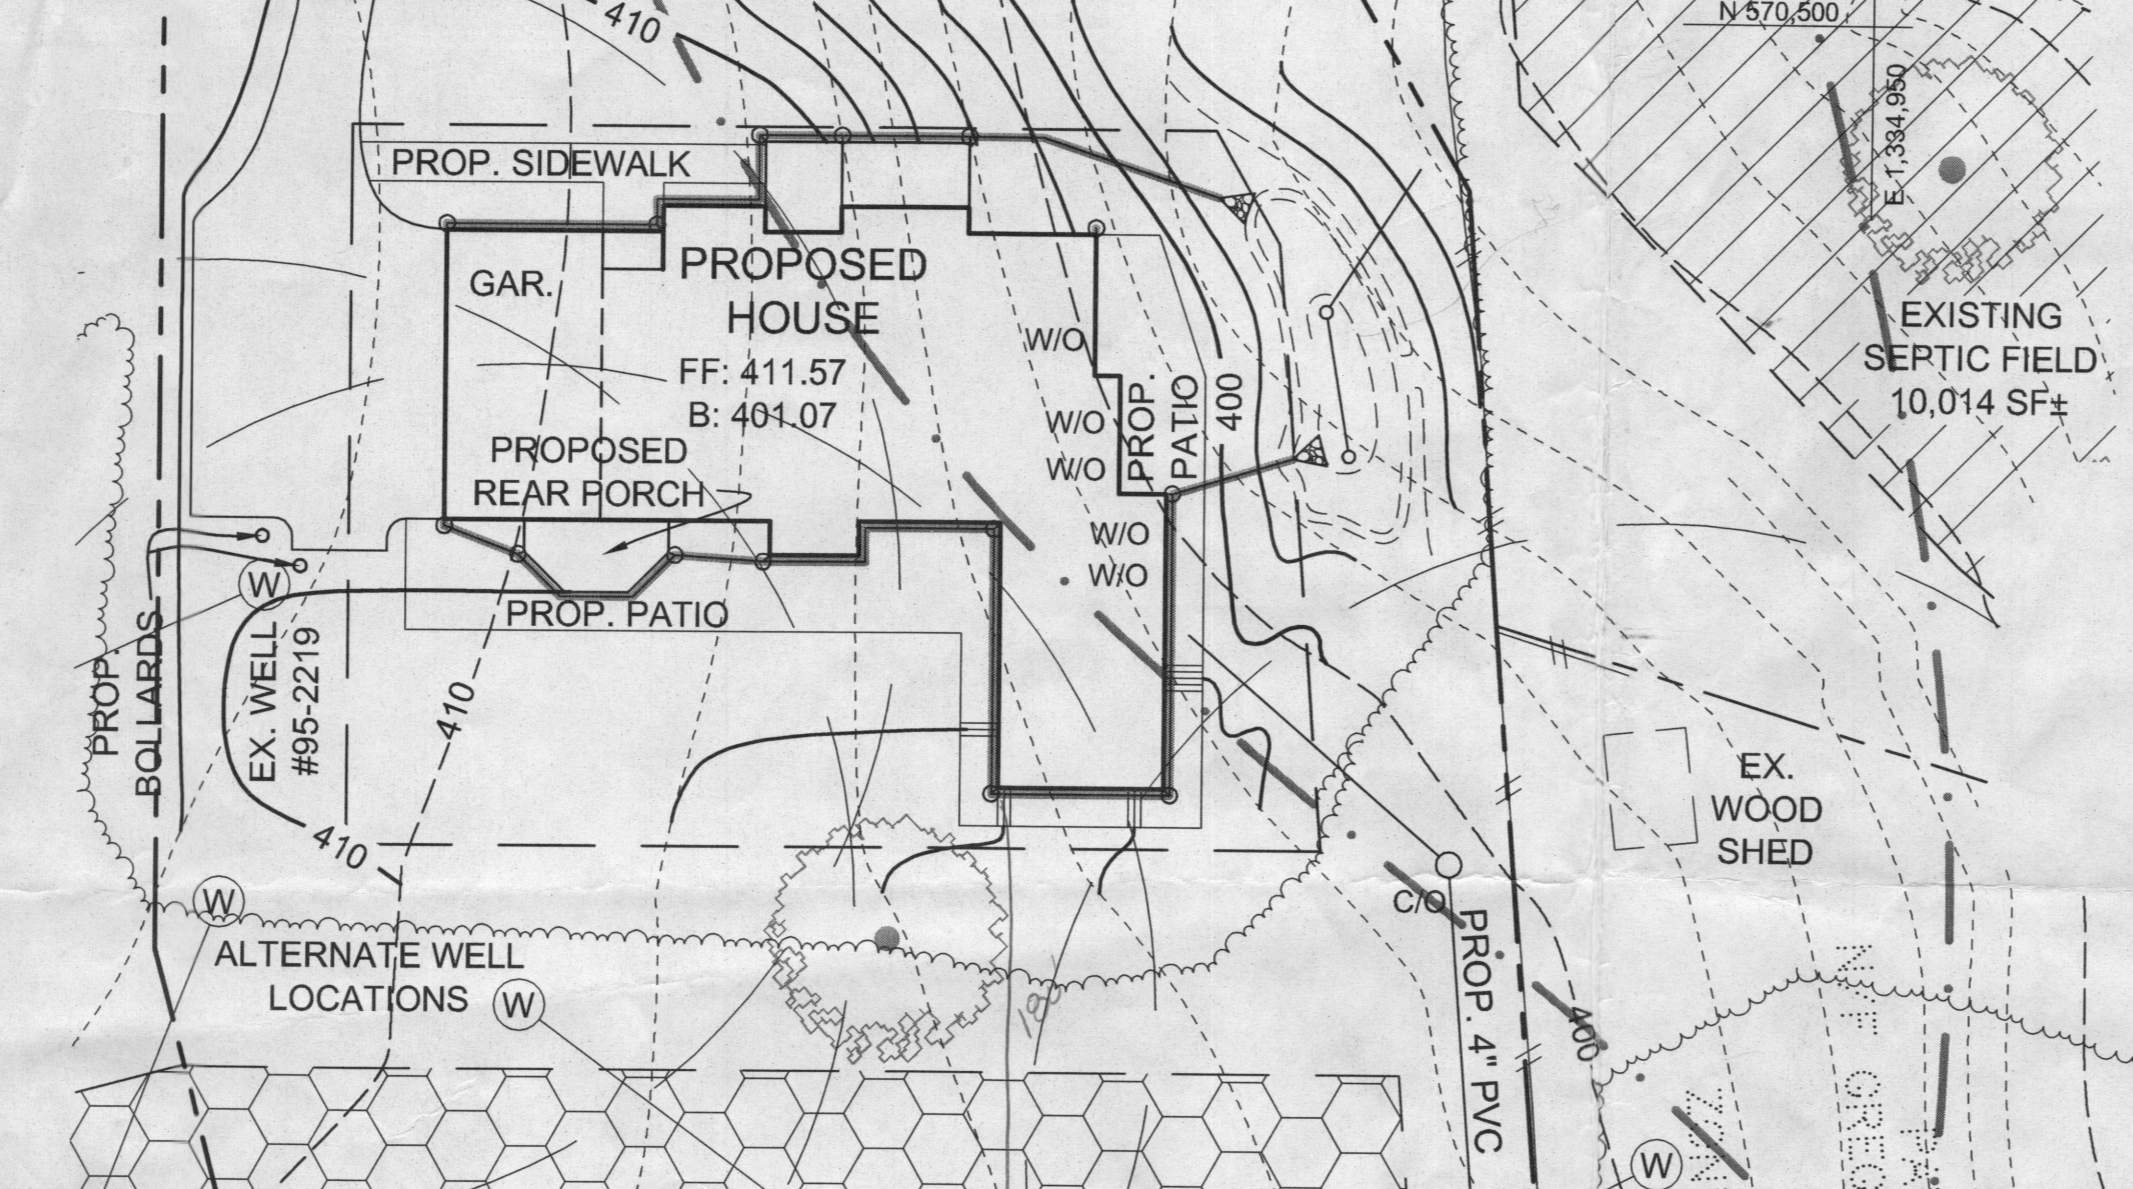 410
N 570,500
E 1,334,950
PROP. SIDEWALK
GAR.
PROPOSED
HOUSE
FF: 411.57
B: 401.07
PROPOSED
REAR PORCH
W/O
W/O
W/O
W/O
W/O
PROP.
PATIO
400
EXISTING
SEPTIC FIELD
10,014 SF±
W
PROP. PATIO
PROP.
BOLLARDS
EX. WELL
#95-2219
410
410
EX.
WOOD
SHED
W
ALTERNATE WELL
LOCATIONS
W
C/O
PROP. 4" PVC
400
N/F
GREG
W